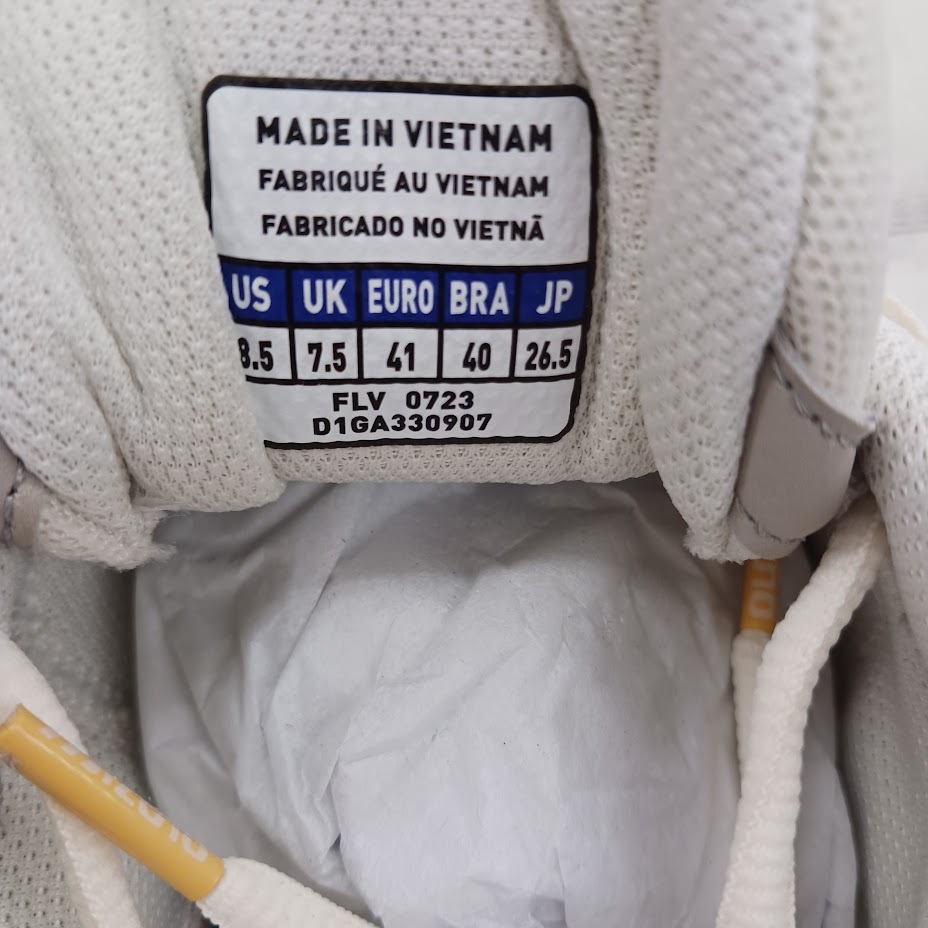 MADE IN VIETNAM
FABRIQUÉ AU VIETNAM
FABRICADO NO VIETNÃ
US UK EURO BRA JP
8.5 7.5 41 40 26.5
FLV 0723
D1GA330907